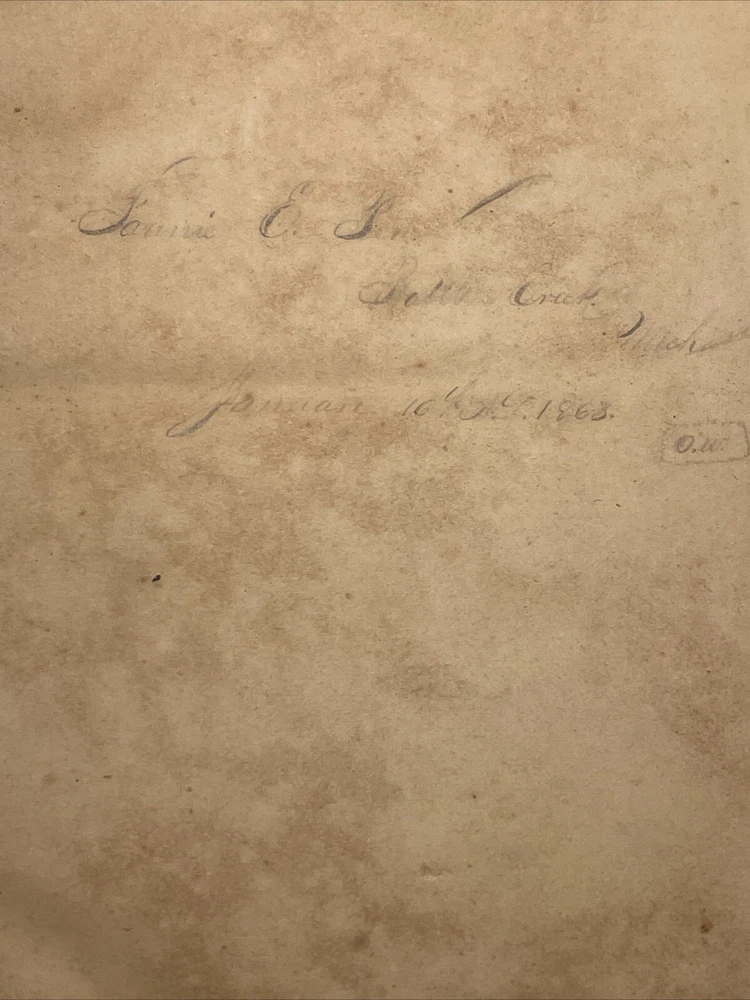 Fannie E.
Battle Creek
Mich
January 16th A.D. 1863.
O.W.